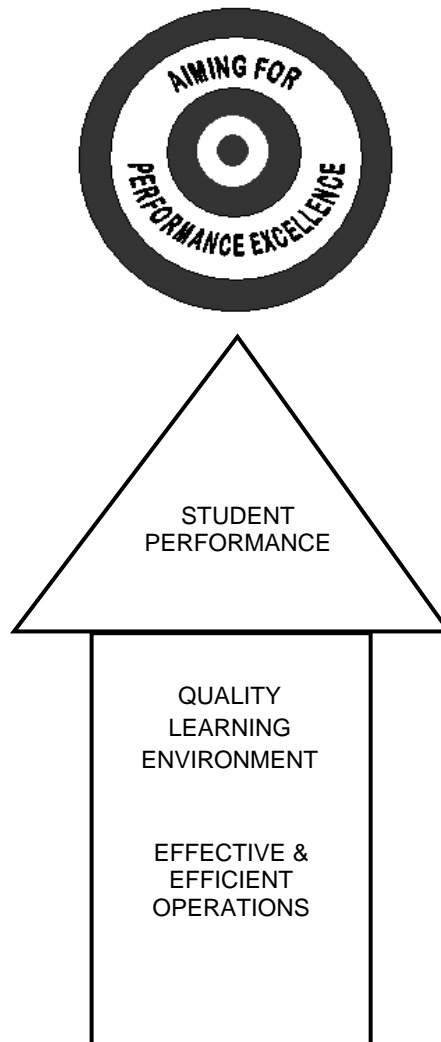 AIMING FOR
PERFORMANCE EXCELLENCE
STUDENT
PERFORMANCE
QUALITY
LEARNING
ENVIRONMENT
EFFECTIVE &
EFFICIENT
OPERATIONS